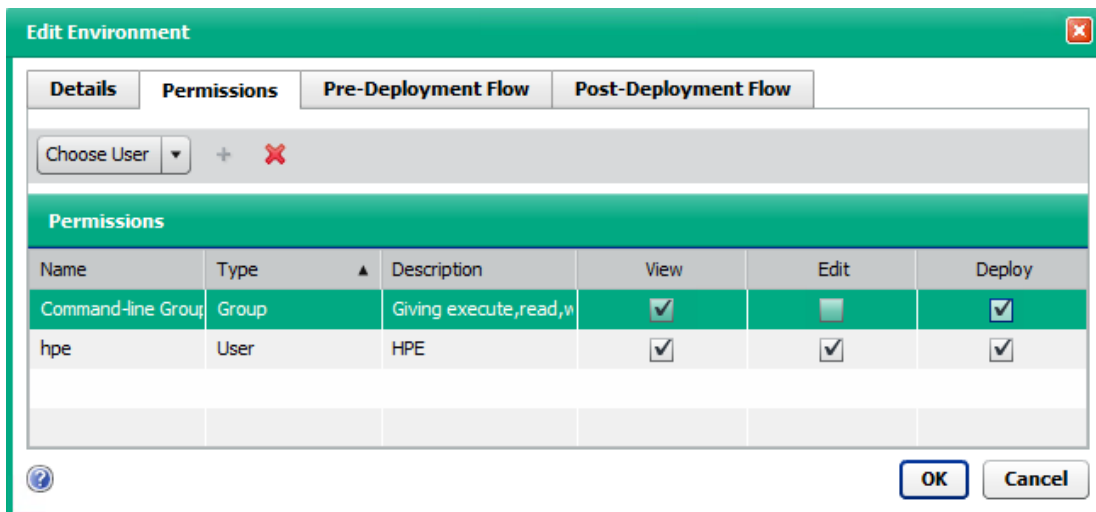 Edit Environment
Details Permissions Pre-Deployment Flow Post-Deployment Flow
Choose User
Permissions
Name Type Description View Edit Deploy
Command-line Group Group Giving execute,read,w
hpe User HPE
OK Cancel